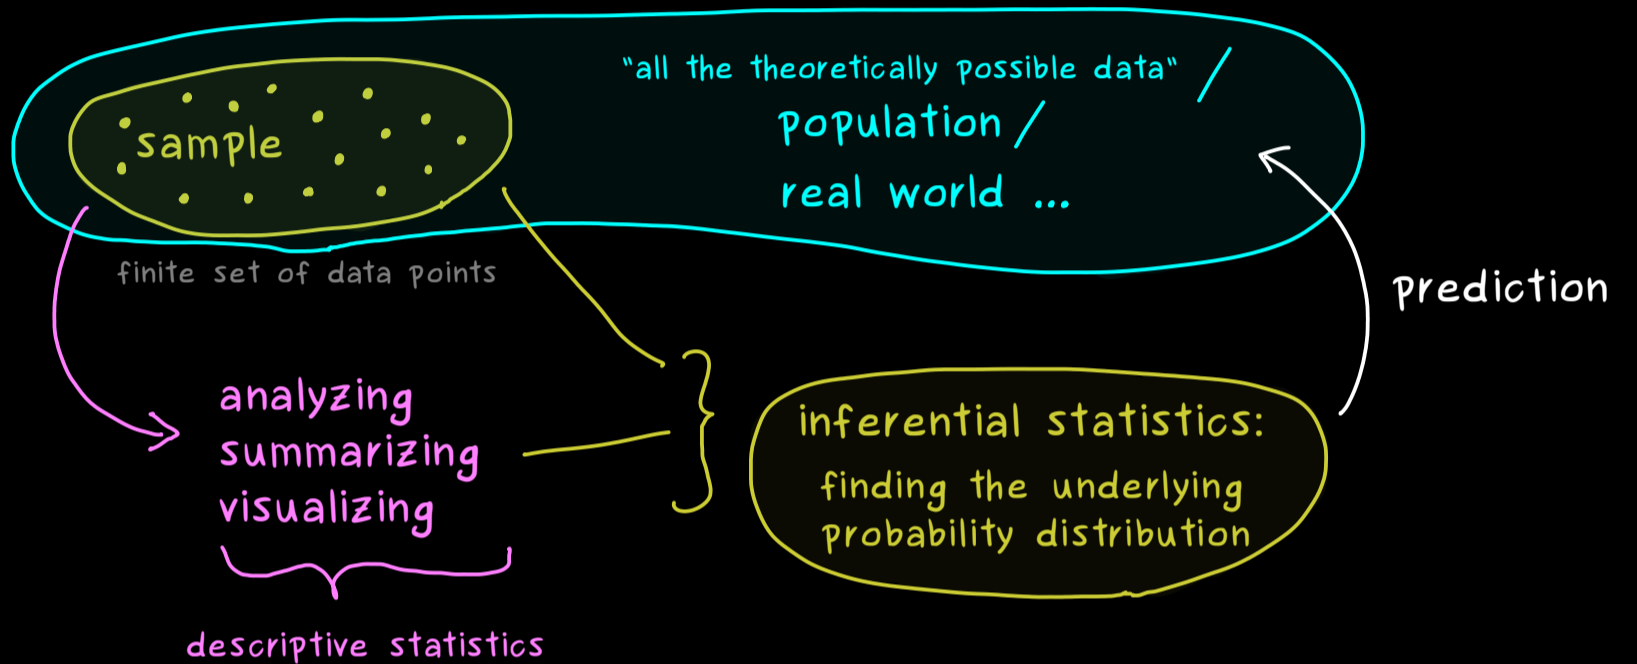 "all the theoretically possible data" /
population /
real world ...
sample
finite set of data points
prediction
analyzing
summarizing
visualizing
descriptive statistics
inferential statistics:
finding the underlying
probability distribution